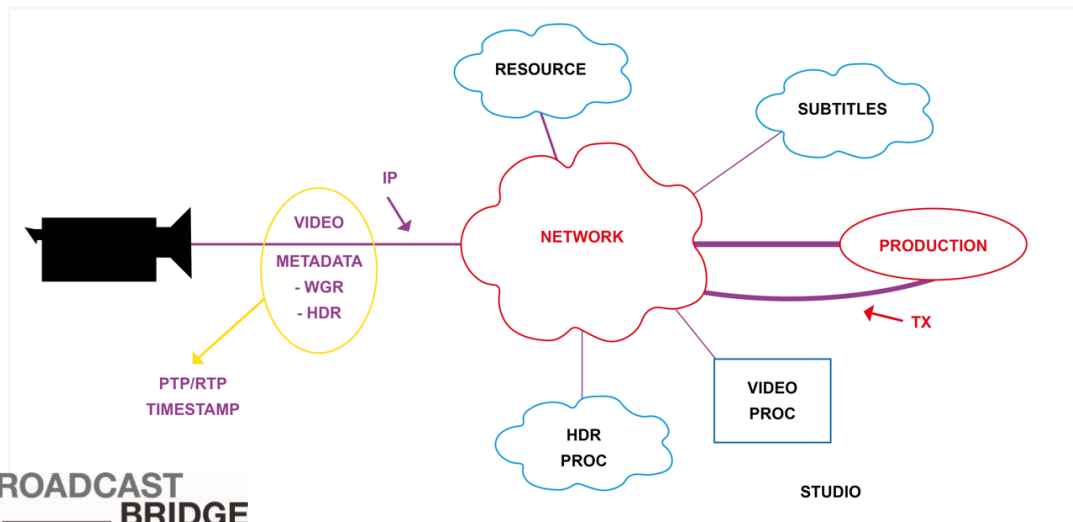 RESOURCE
SUBTITLES
IP
VIDEO
METADATA
- WGR
- HDR
NETWORK
PRODUCTION
TX
PTP/RTP
TIMESTAMP
VIDEO
PROC
HDR
PROC
STUDIO
ROADCAST
BRIDGE